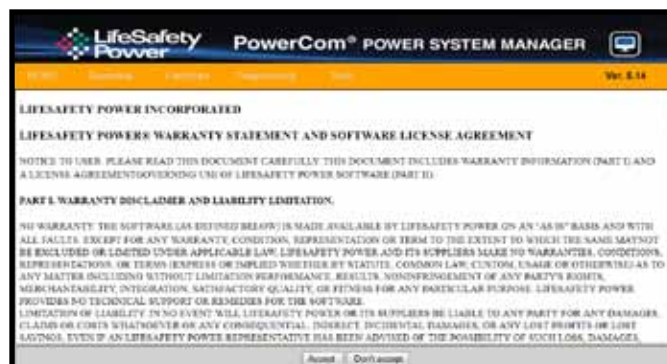 LifeSafety Power
PowerCom® POWER SYSTEM MANAGER
HOME
Ver. 5.14
LIFESAFETY POWER INCORPORATED
LIFESAFETY POWER® WARRANTY STATEMENT AND SOFTWARE LICENSE AGREEMENT
NOTICE TO USER: PLEASE READ THIS DOCUMENT CAREFULLY. THIS DOCUMENT INCLUDES WARRANTY INFORMATION (PART I) AND
A LICENSE AGREEMENTGOVERNING USE OF LIFESAFETY POWER SOFTWARE (PART II).
PART I. WARRANTY DISCLAIMER AND LIABILITY LIMITATION.
NO WARRANTY. THE SOFTWARE (AS DEFINED BELOW) IS MADE AVAILABLE BY LIFESAFETY POWER ON AN "AS IS" BASIS AND WITH
ALL FAULTS. EXCEPT FOR ANY WARRANTY, CONDITION, REPRESENTATION OR TERM TO THE EXTENT TO WHICH THE SAME MAYNOT
BE EXCLUDED OR LIMITED UNDER APPLICABLE LAW, LIFESAFETY POWER AND ITS SUPPLIERS MAKE NO WARRANTIES, CONDITIONS,
REPRESENTATIONS, OR TERMS (EXPRESS OR IMPLIED WHETHER BY STATUTE, COMMON LAW, CUSTOM, USAGE OR OTHERWISE) AS TO
ANY MATTER INCLUDING WITHOUT LIMITATION PERFORMANCE, RESULTS, NONINFRINGEMENT OF ANY PARTY'S RIGHTS,
MERCHANTABILITY, INTEGRATION, SATISFACTORY QUALITY, OR FITNESS FOR ANY PARTICULAR PURPOSE. LIFESAFETY POWER
PROVIDES NO TECHNICAL SUPPORT OR REMEDIES FOR THE SOFTWARE.
LIMITATION OF LIABILITY. IN NO EVENT WILL LIFESAFETY POWER OR ITS SUPPLIERS BE LIABLE TO ANY PARTY FOR ANY DAMAGES,
CLAIMS OR COSTS WHATSOEVER OR ANY CONSEQUENTIAL, INDIRECT, INCIDENTAL DAMAGES, OR ANY LOST PROFITS OR LOST
SAVINGS, EVEN IF AN LIFESAFETY POWER REPRESENTATIVE HAS BEEN ADVISED OF THE POSSIBILITY OF SUCH LOSS, DAMAGES,
Accept
Don't accept